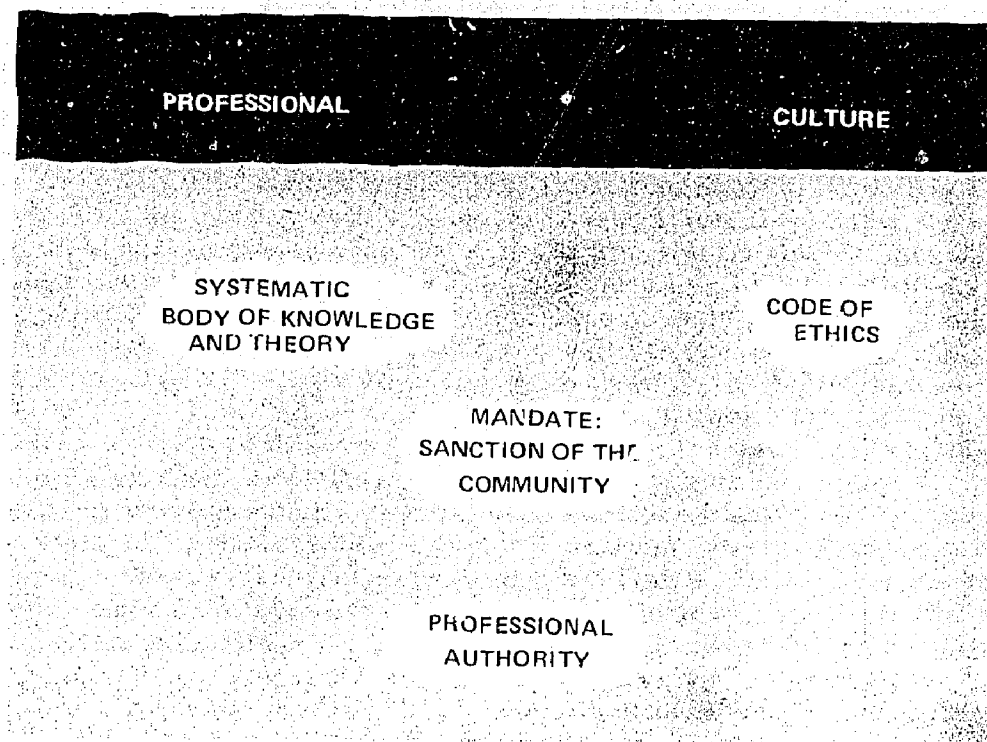 PROFESSIONAL CULTURE
SYSTEMATIC
BODY OF KNOWLEDGE
AND THEORY
CODE OF
ETHICS
MANDATE:
SANCTION OF THE
COMMUNITY
PROFESSIONAL
AUTHORITY